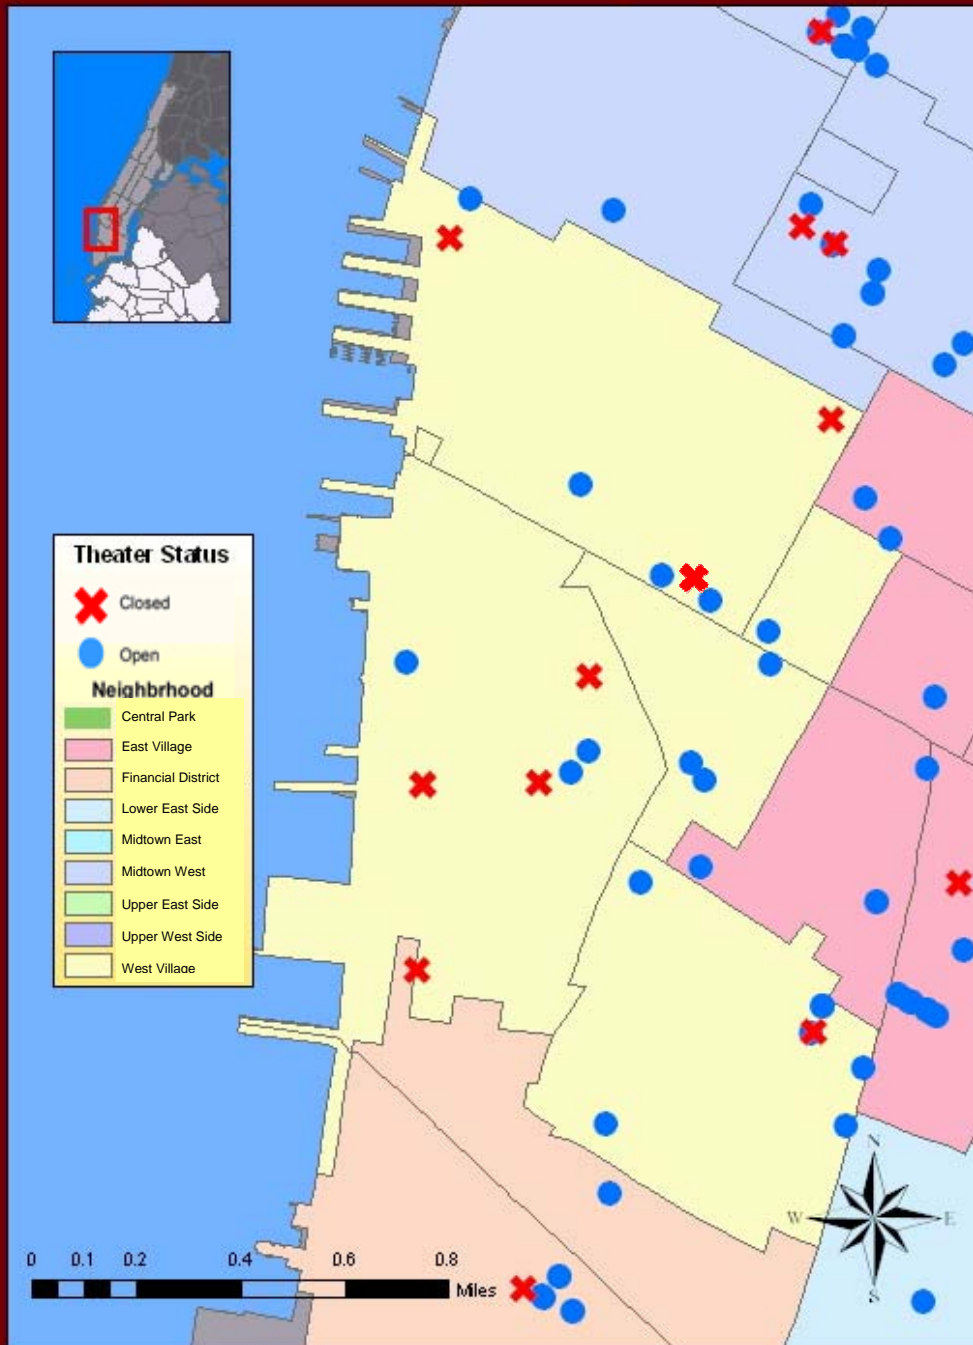 Theater Status
Closed
Open
Neighbrhood
Central Park
East Village
Financial District
Lower East Side
Midtown East
Midtown West
Upper East Side
Upper West Side
West Village
N
W E
S
0 0.1 0.2 0.4 0.6 0.8
Miles